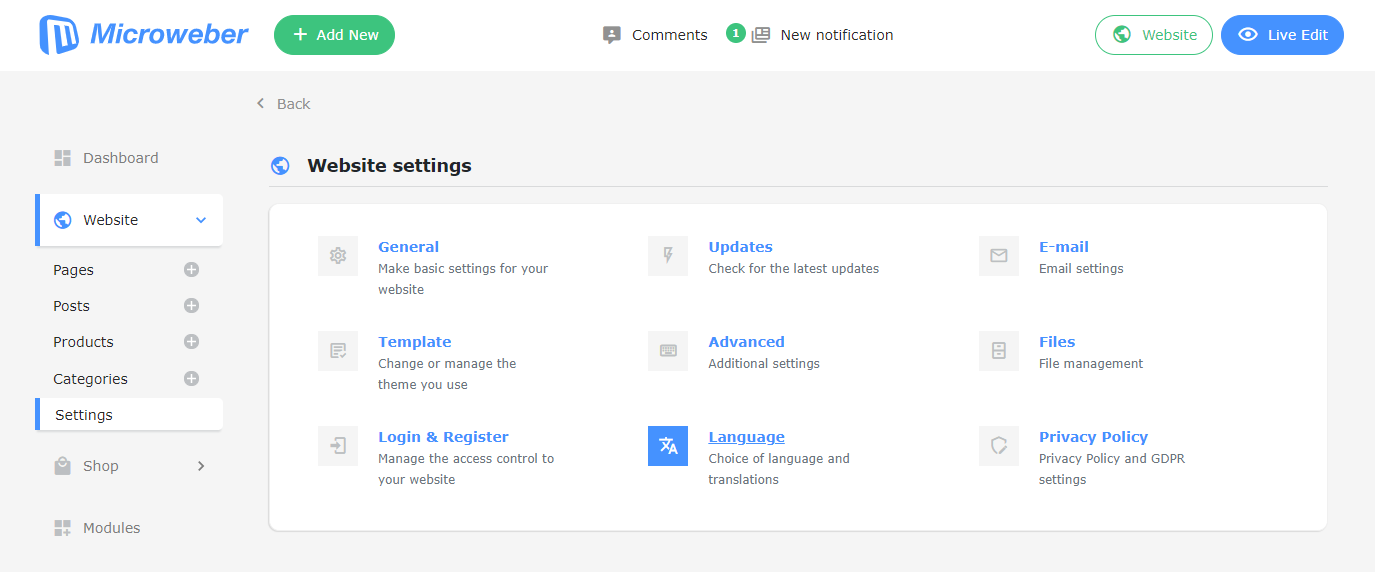 Microweber
Add New
Comments
1
New notification
Website
Live Edit
Back
Dashboard
Website
Pages
Posts
Products
Categories
Settings
Shop
Modules
Website settings
General
Make basic settings for your
website
Updates
Check for the latest updates
E-mail
Email settings
Template
Change or manage the
theme you use
Advanced
Additional settings
Files
File management
Login & Register
Manage the access control to
your website
Language
Choice of language and
translations
Privacy Policy
Privacy Policy and GDPR
settings